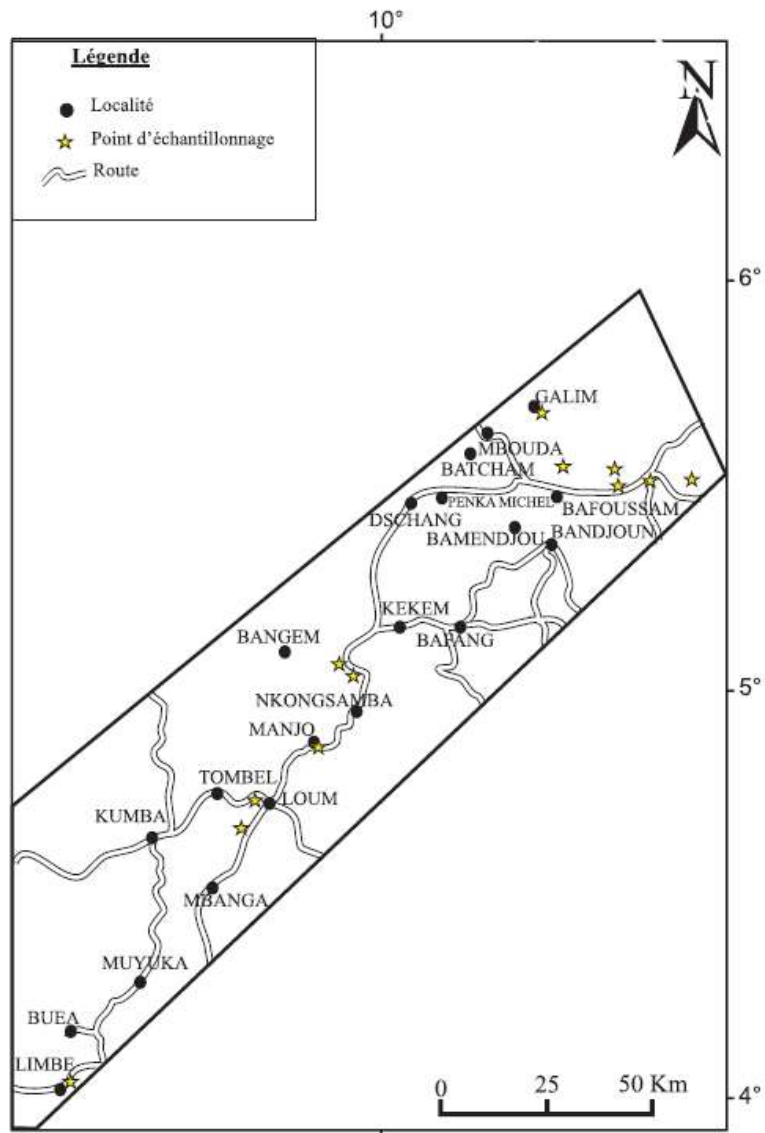 10°
Légende
N
Localité
Point d'échantillonnage
Route
6°
GALIM
MBOUDA
BATCHAM
PENKA MICHEL
BAFOUSSAM
DSCHANG
BAMENDJOU
BANDJOUN
KEKEM
BAFANG
BANGEM
5°
NKONGSAMBA
MANJO
TOMBEL
LOUM
KUMBA
MBANGA
MUYUKA
BUEA
LIMBE
0 25 50 Km
4°